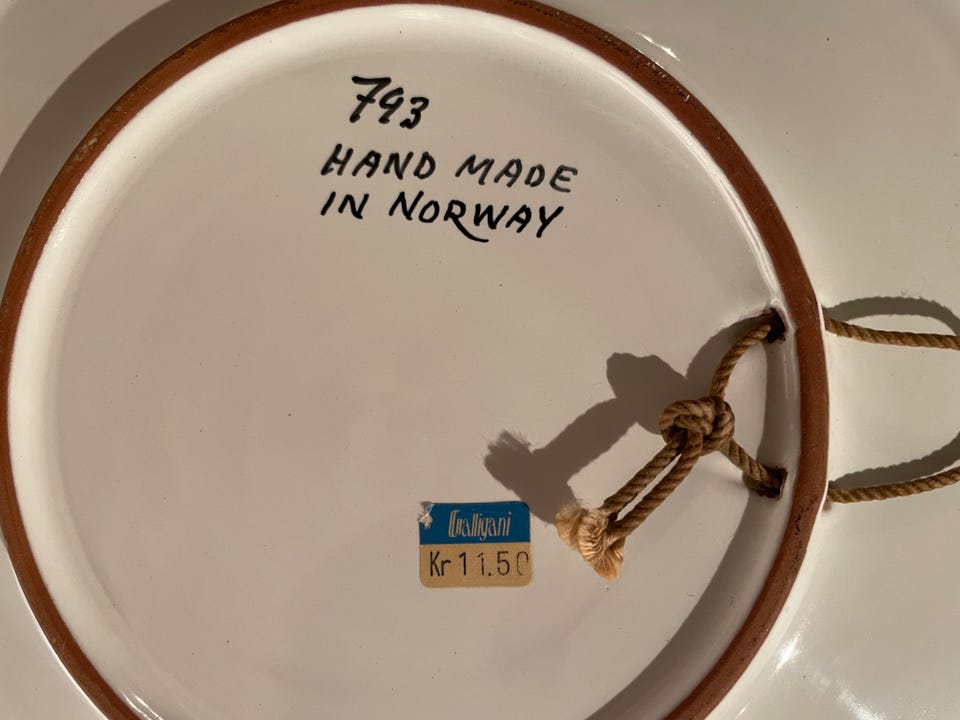 793
HAND MADE
IN NORWAY
Galligani
Kr 11.50